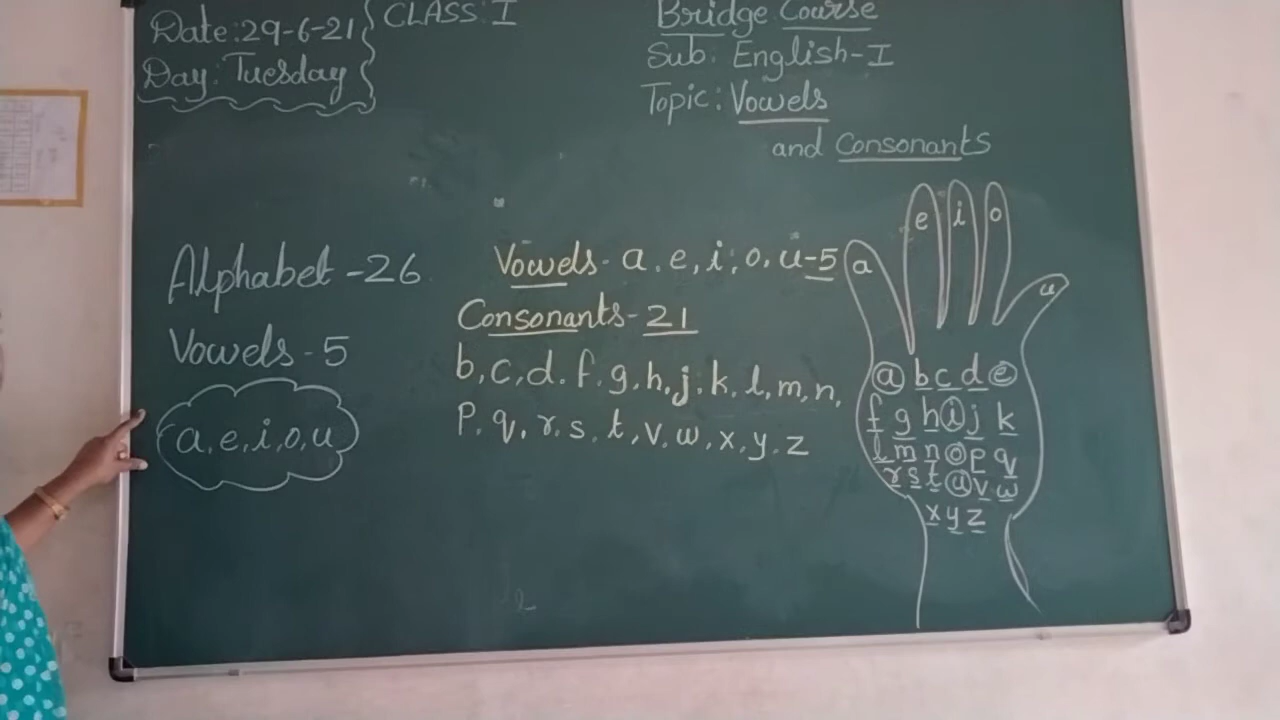 Date:29-6-21
Day: Tuesday
CLASS: I
Bridge Course
Sub: English-I
Topic: Vowels
and Consonants
Alphabet - 26
Vowels - 5
a, e, i, o, u
Vowels - a, e, i, o, u - 5
Consonants - 21
b, c, d, f, g, h, j, k, l, m, n,
p, q, r, s, t, v, w, x, y, z
a e i o u
a b c d e
f g h i j k
l m n o p q
r s t u v w
x y z